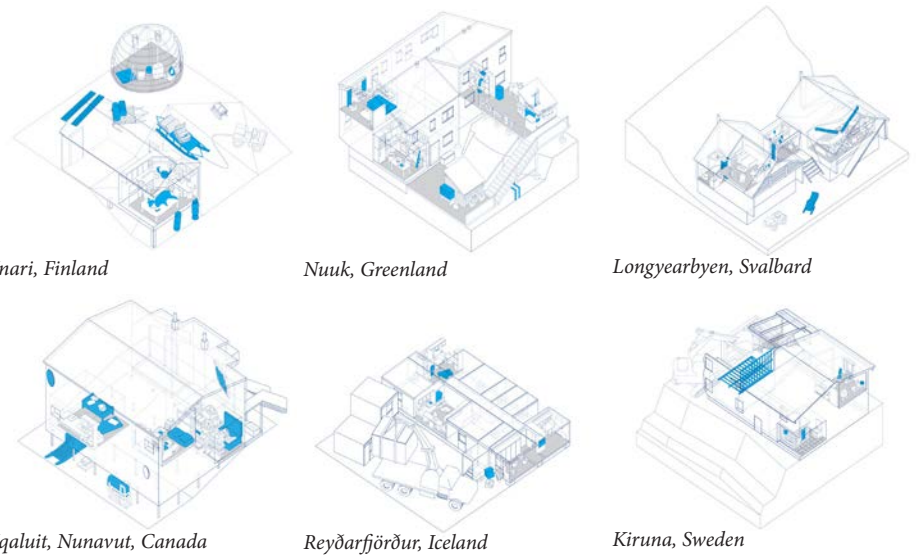 nari, Finland
Nuuk, Greenland
Longyearbyen, Svalbard
qaluit, Nunavut, Canada
Reyðarfjörður, Iceland
Kiruna, Sweden